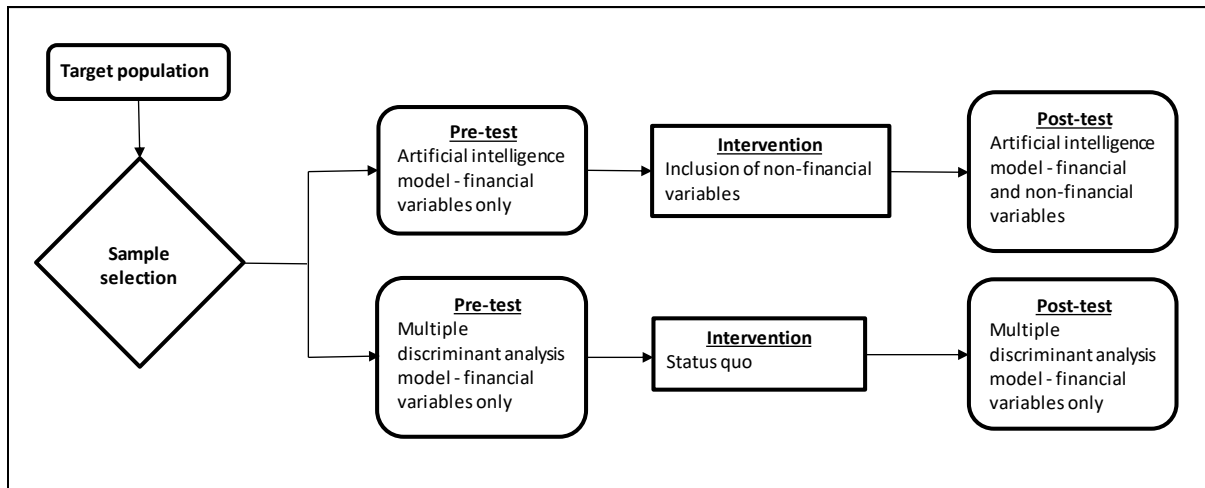 Target population
Sample
selection
Pre-test
Artificial intelligence
model - financial
variables only
Intervention
Inclusion of non-financial
variables
Post-test
Artificial intelligence
model - financial
and non-financial
variables
Pre-test
Multiple
discriminant analysis
model - financial
variables only
Intervention
Status quo
Post-test
Multiple
discriminant analysis
model - financial
variables only